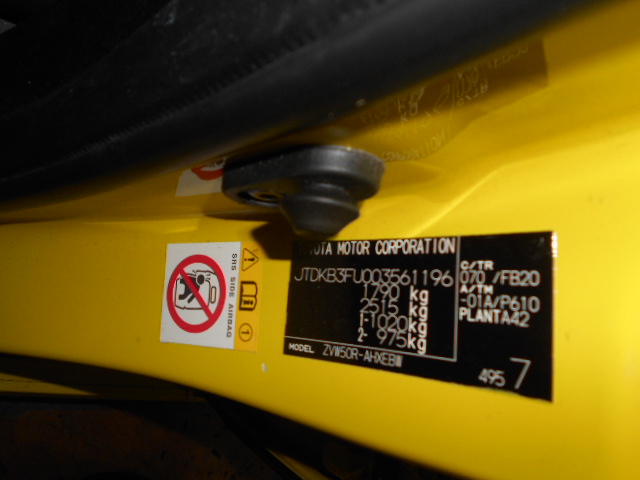 TOYOTA MOTOR CORPORATION
JTDKB3FU003561196
1790 kg
2515 kg
1-1020 kg
2- 975 kg
MODEL ZVW50R-AHXEBW
C/TR
070 /FB20
A/TM
-01A/P610
PLANTA42
495 7
SRS SIDE AIRBAG